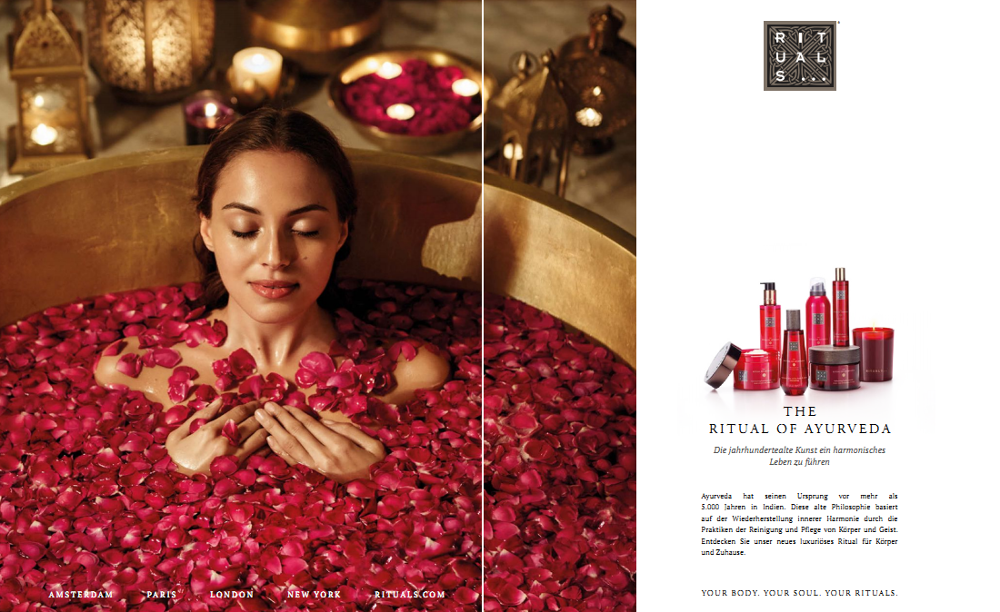 RIT
UAL
S...
THE
RITUAL OF AYURVEDA
Die jahrhundertealte Kunst ein harmonisches
Leben zu führen
Ayurveda hat seinen Ursprung vor mehr als
5.000 Jahren in Indien. Diese alte Philosophie basiert
auf der Wiederherstellung innerer Harmonie durch die
Praktiken der Reinigung und Pflege von Körper und Geist.
Entdecken Sie unser neues luxuriöses Ritual für Körper
und Zuhause.
AMSTERDAM PARIS LONDON NEW YORK RITUALS.COM
YOUR BODY. YOUR SOUL. YOUR RITUALS.